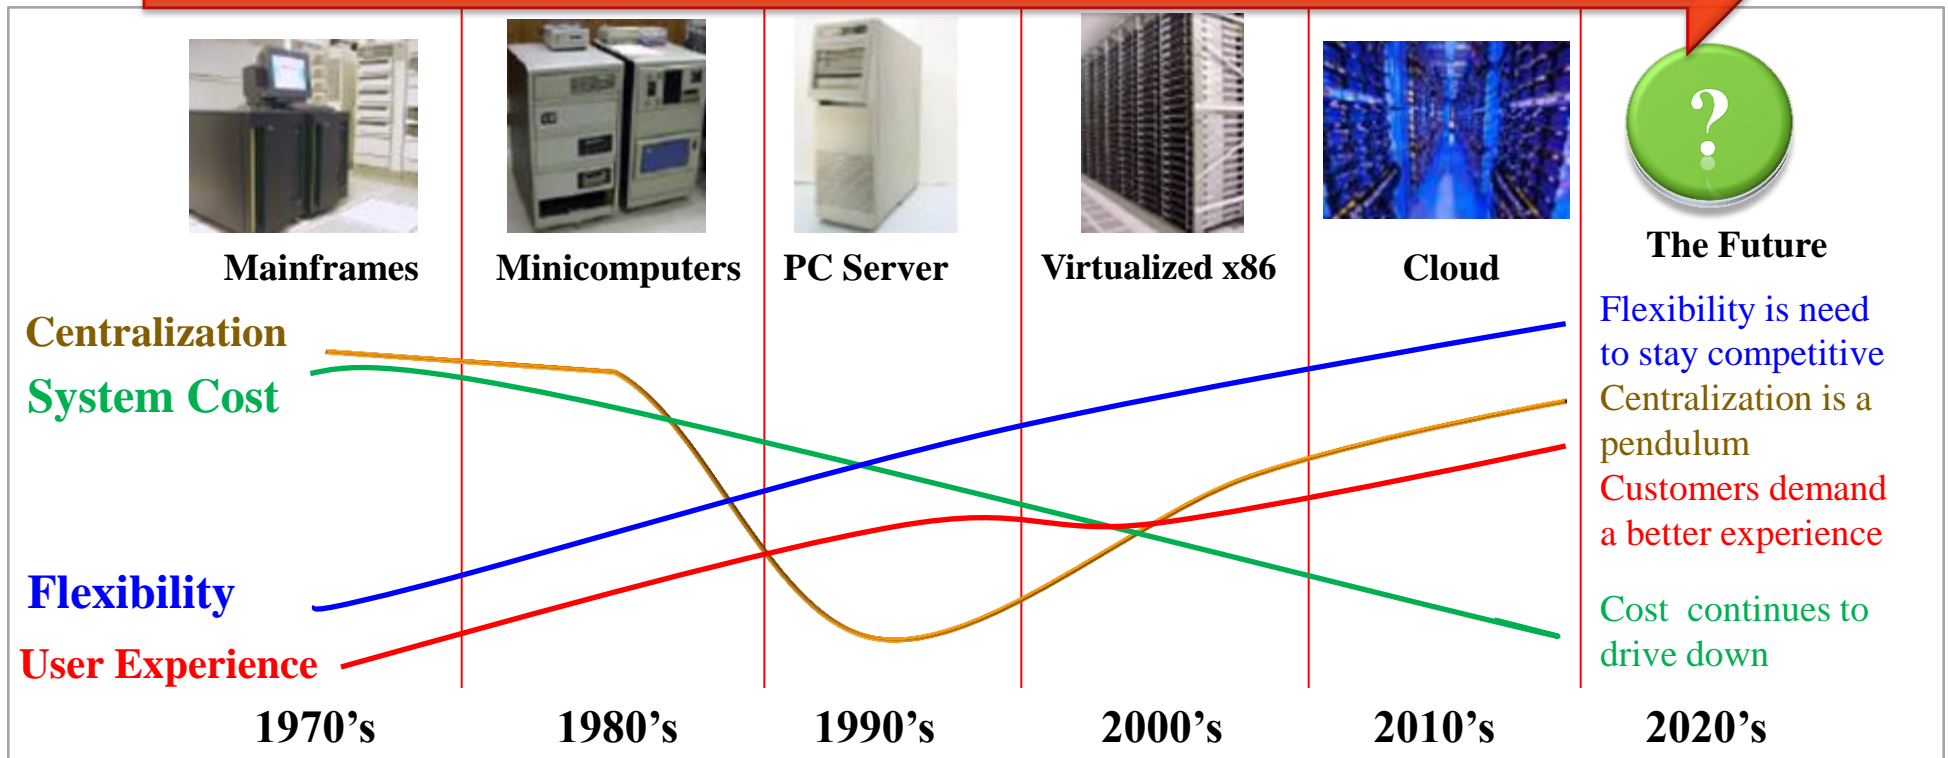 ?
Mainframes
Minicomputers
PC Server
Virtualized x86
Cloud
The Future
Centralization
System Cost
Flexibility
User Experience
Flexibility is need
to stay competitive
Centralization is a
pendulum
Customers demand
a better experience
Cost  continues to
drive down
1970’s
1980’s
1990’s
2000’s
2010’s
2020’s